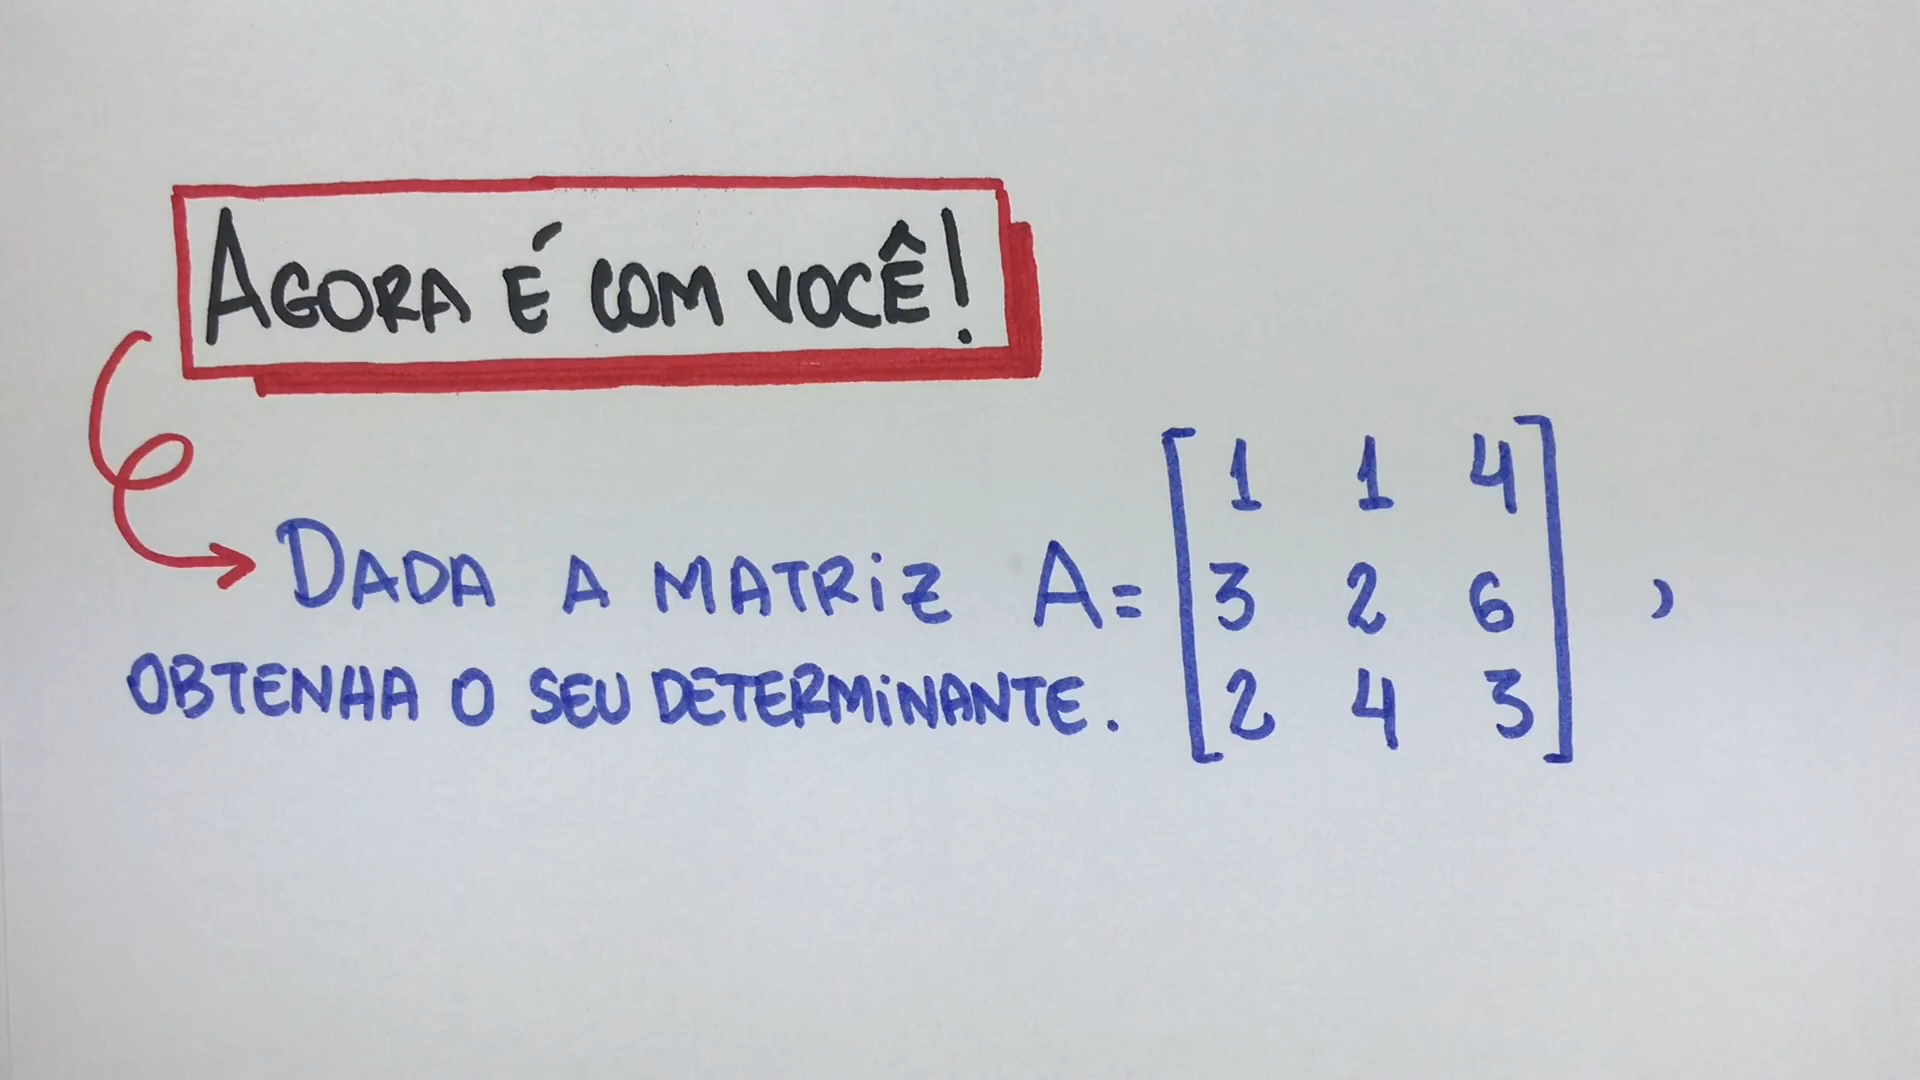 AGORA É COM VOCÊ!
DADA A MATRIZ A = [1 1 4
3 2 6
2 4 3] ,
OBTENHA O SEU DETERMINANTE.